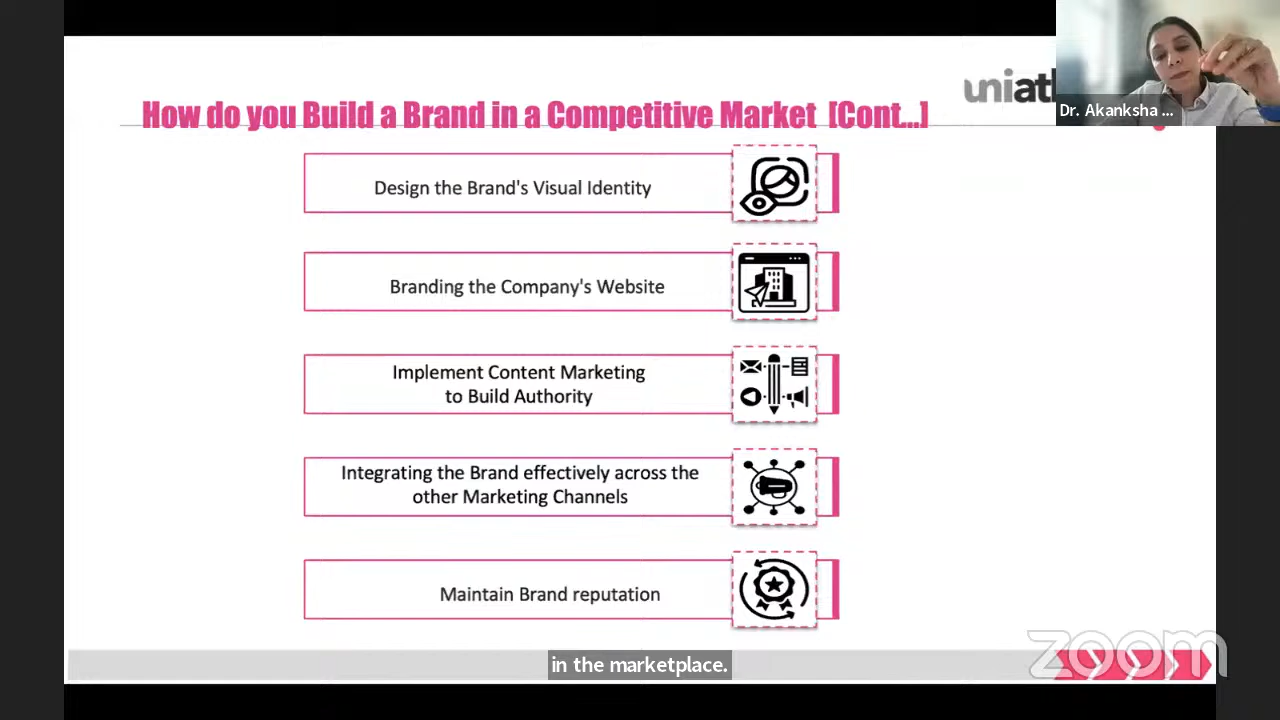 uniath
Dr. Akanksha ...
How do you Build a Brand in a Competitive Market [Cont...]
Design the Brand's Visual Identity
Branding the Company's Website
Implement Content Marketing
to Build Authority
Integrating the Brand effectively across the
other Marketing Channels
Maintain Brand reputation
in the marketplace.
zoom